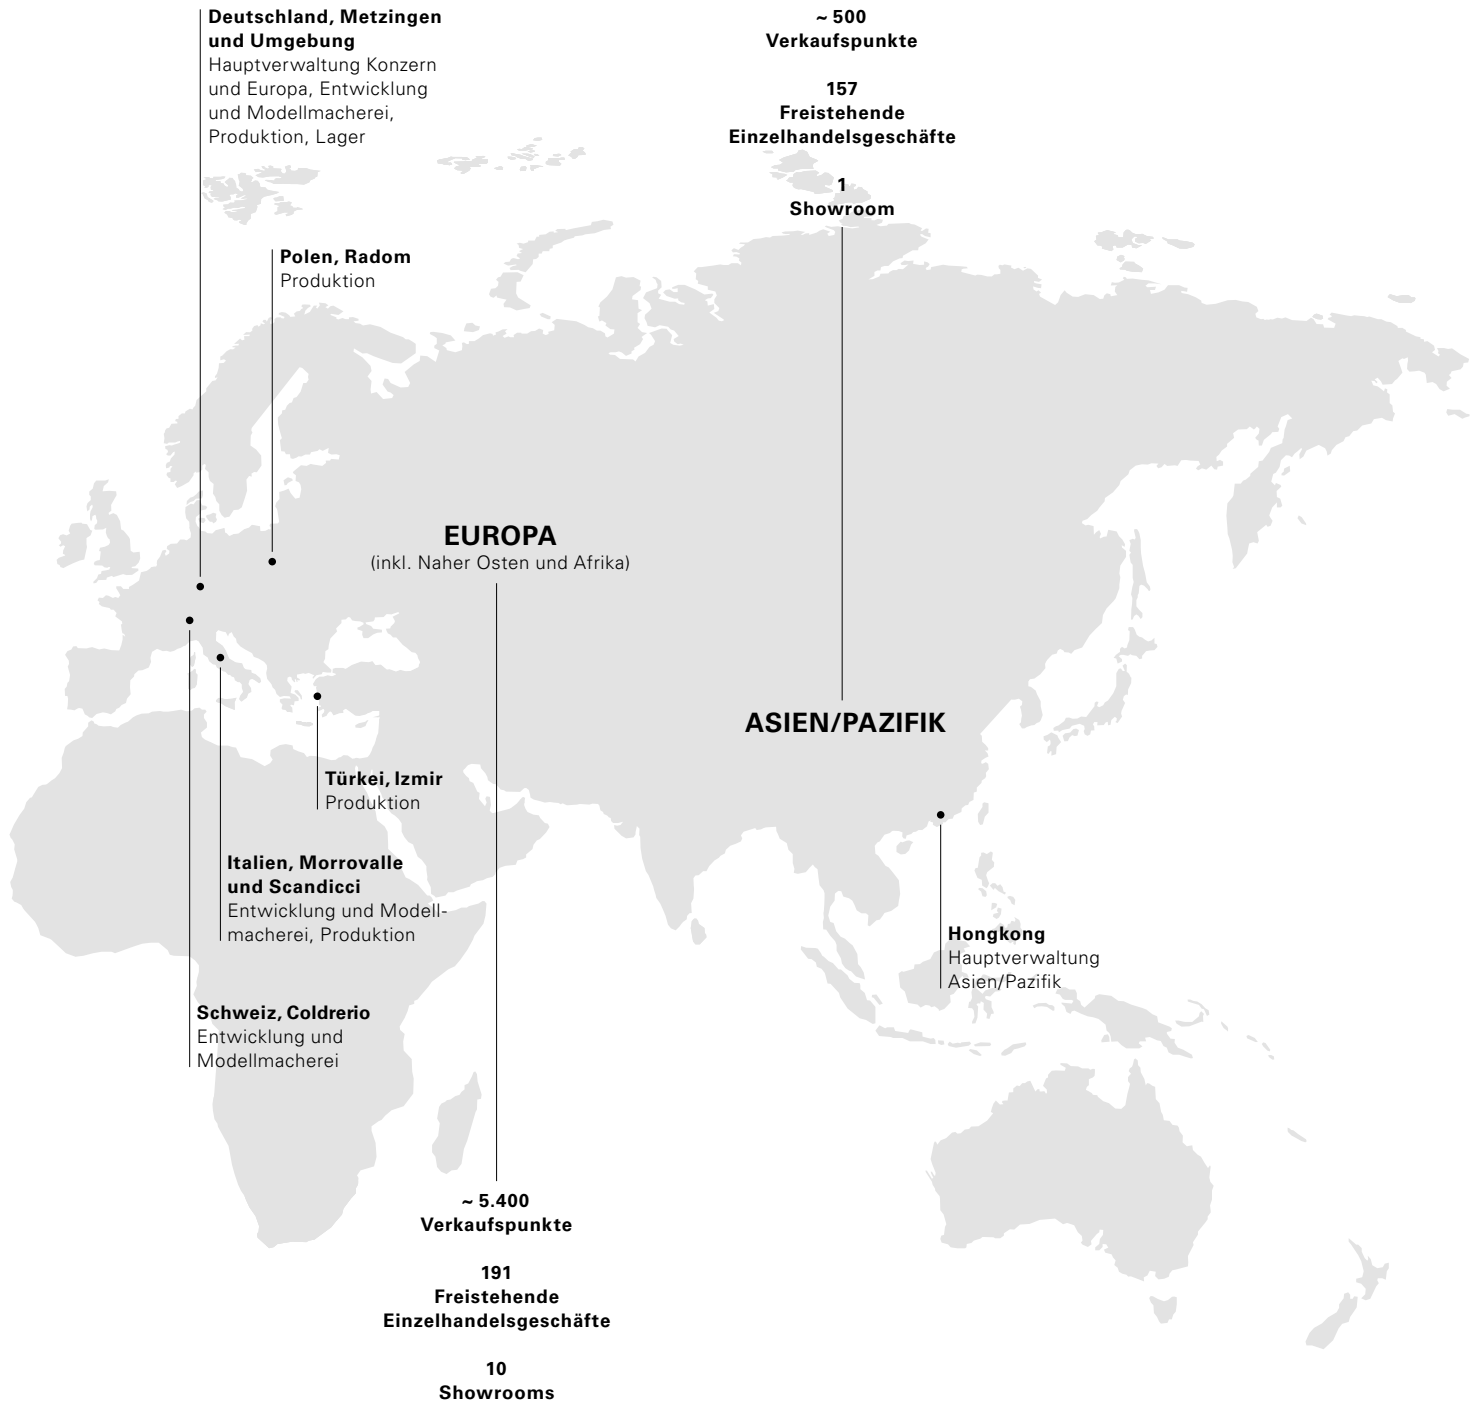 Deutschland, Metzingen
und Umgebung
Hauptverwaltung Konzern
und Europa, Entwicklung
und Modellmacherei,
Produktion, Lager
~ 500
Verkaufspunkte
157
Freistehende
Einzelhandelsgeschäfte
1
Showroom
Polen, Radom
Produktion
EUROPA
(inkl. Naher Osten und Afrika)
ASIEN/PAZIFIK
Türkei, Izmir
Produktion
Italien, Morrovalle
und Scandicci
Entwicklung und Modell-
macherei, Produktion
Hongkong
Hauptverwaltung
Asien/Pazifik
Schweiz, Coldrerio
Entwicklung und
Modellmacherei
~ 5.400
Verkaufspunkte
191
Freistehende
Einzelhandelsgeschäfte
10
Showrooms